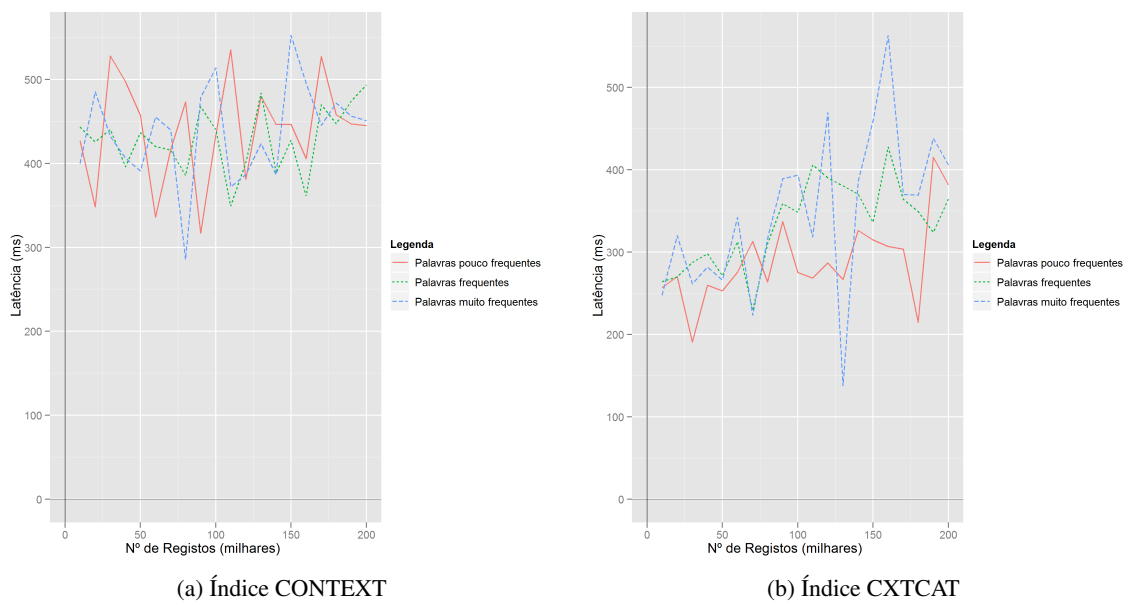 500
400
300
200
100
0
Latência (ms)
0 50 100 150 200
Nº de Registos (milhares)
Legenda
Palavras pouco frequentes
Palavras frequentes
Palavras muito frequentes
(a) Índice CONTEXT
500
400
300
200
100
0
Latência (ms)
0 50 100 150 200
Nº de Registos (milhares)
Legenda
Palavras pouco frequentes
Palavras frequentes
Palavras muito frequentes
(b) Índice CXTCAT